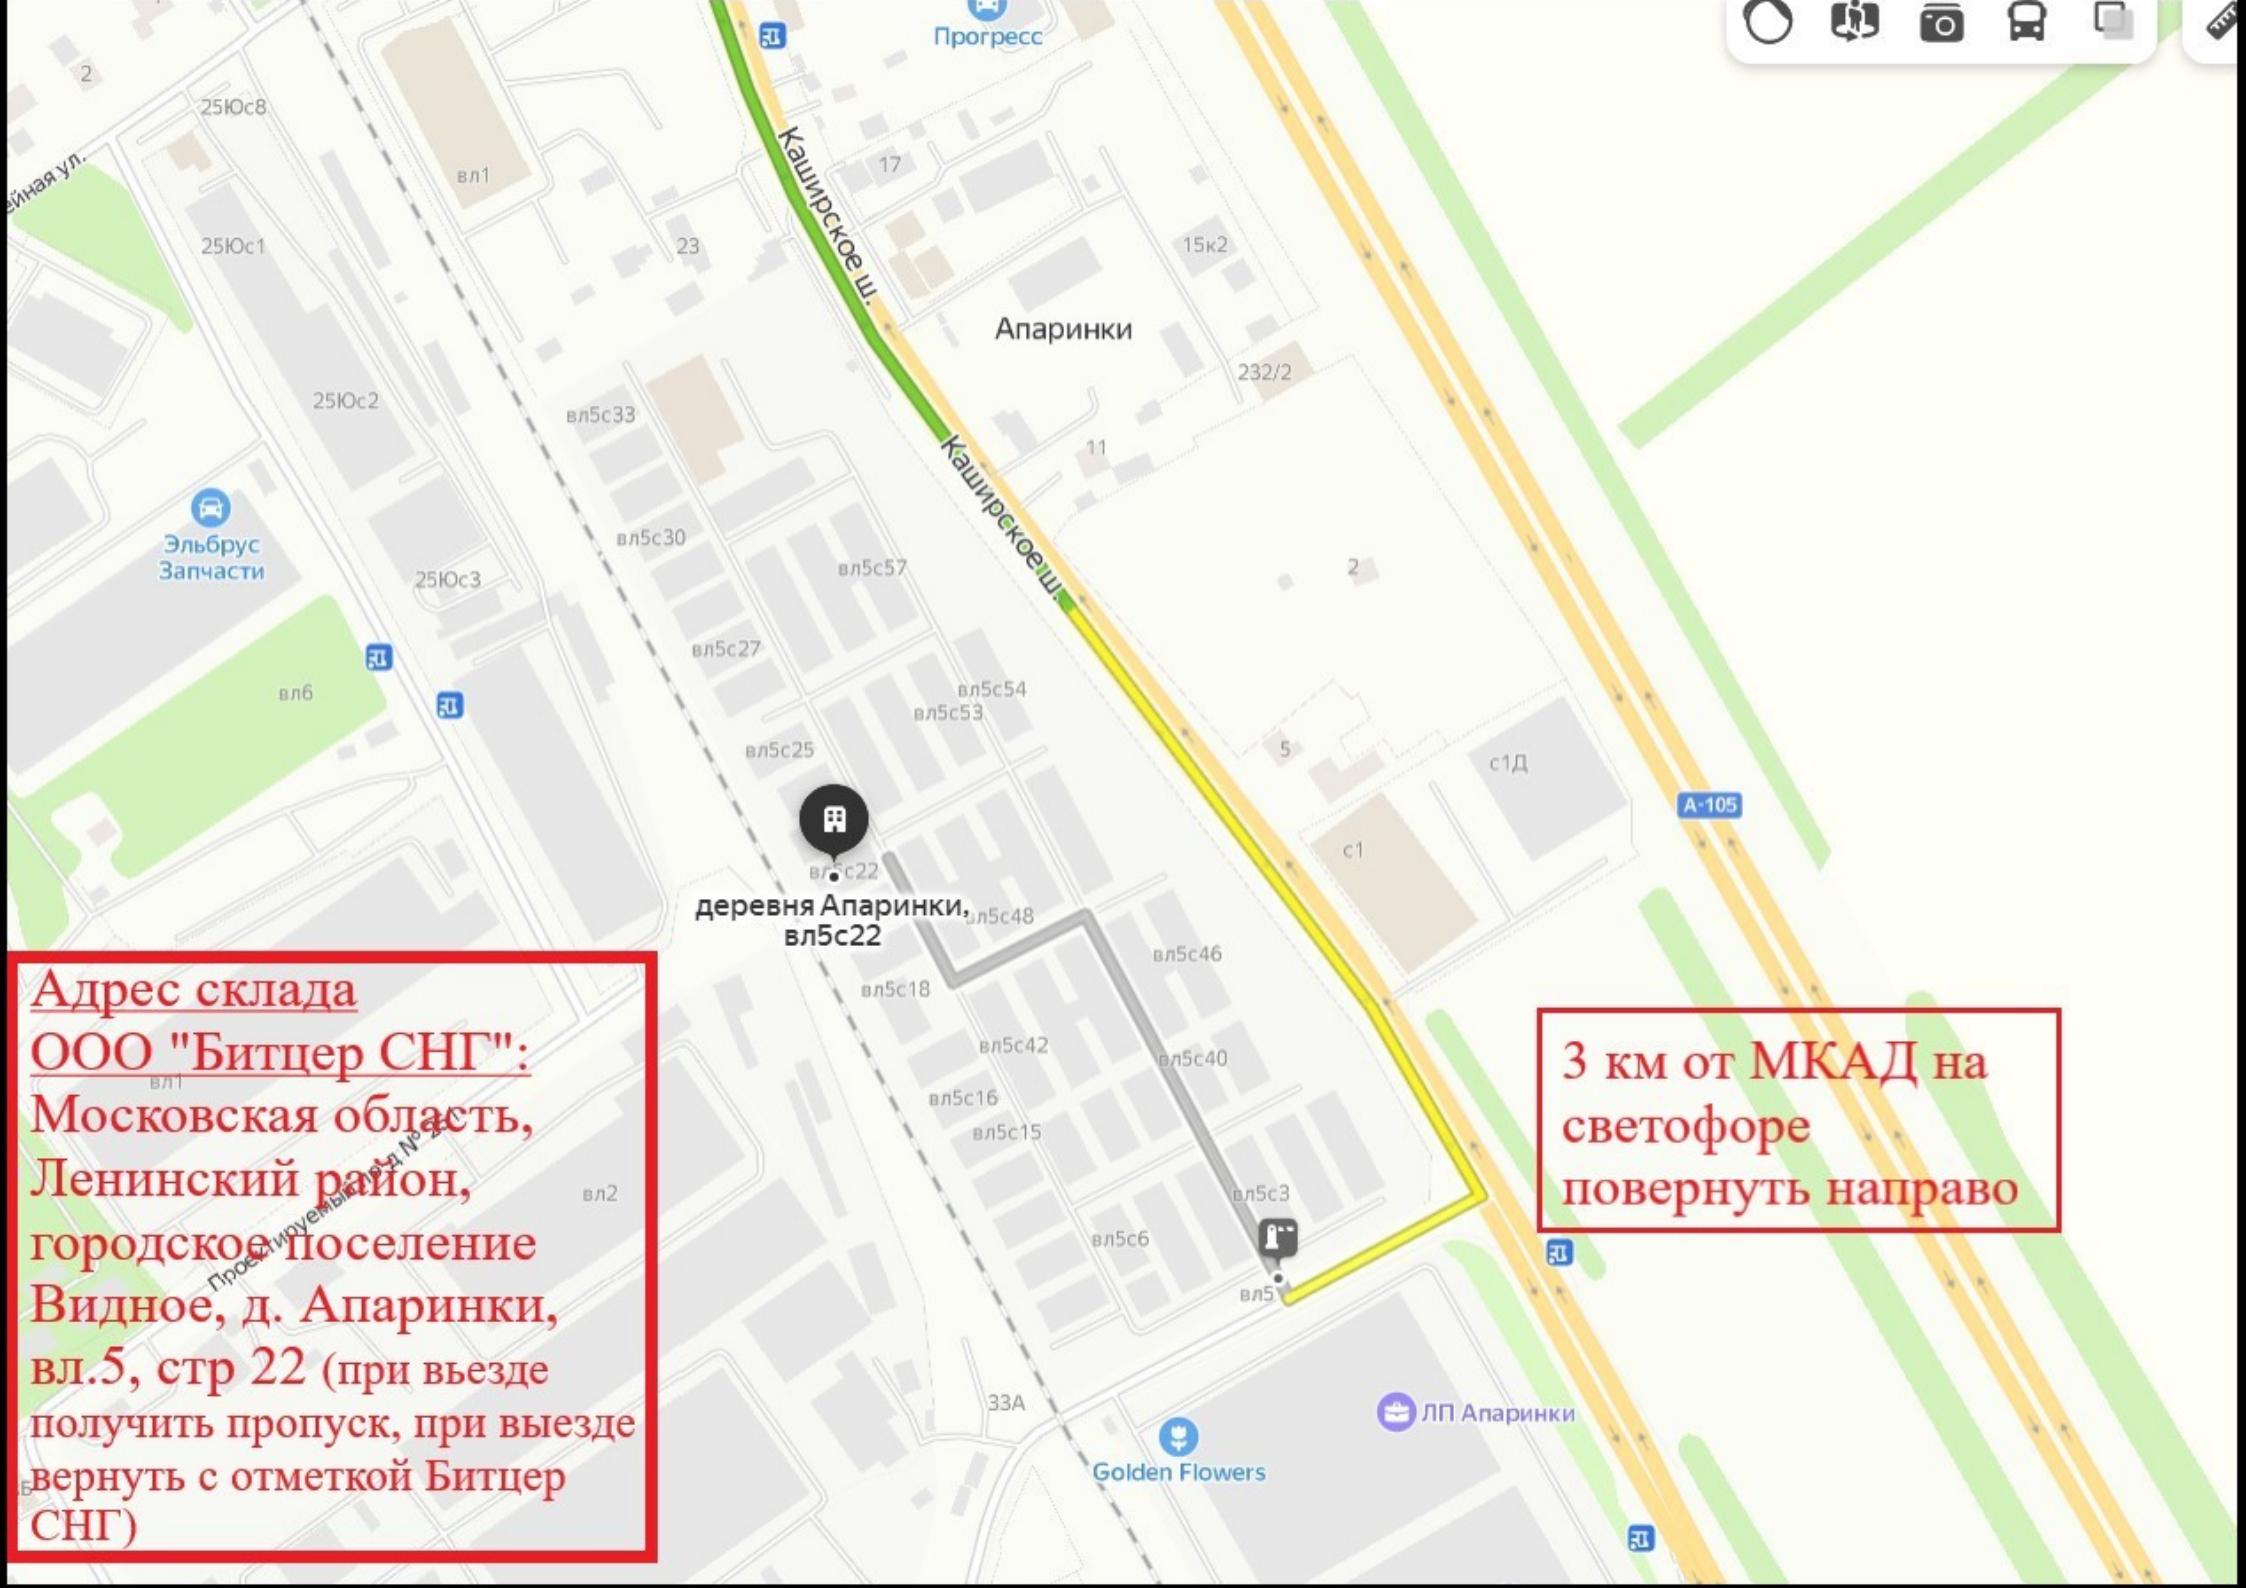 Прогресс
2
25Юс8
Каширское ш.
вл1
17
25Юс1
23
15к2
Апаринки
232/2
25Юс2
вл5с33
11
Каширское ш.
Эльбрус
Запчасти
вл5с30
вл5с57
2
25Юс3
вл5с27
вл6
вл5с54
вл5с53
вл5с25
5
с1Д
А-105
с1
деревня Апаринки,
вл5с22
вл5с48
вл5с46
вл5с18
вл5с42
вл5с40
вл5с16
вл5с15
вл2
вл5с3
вл5с6
вл5
33А
ЛП Апаринки
Golden Flowers
Адрес склада
ООО "Битцер СНГ":
вл1
Московская область,
Ленинский район,
городское поселение
Видное, д. Апаринки,
вл.5, стр 22 (при вьезде
получить пропуск, при выезде
вернуть с отметкой Битцер
СНГ)
3 км от МКАД на
светофоре
повернуть направо